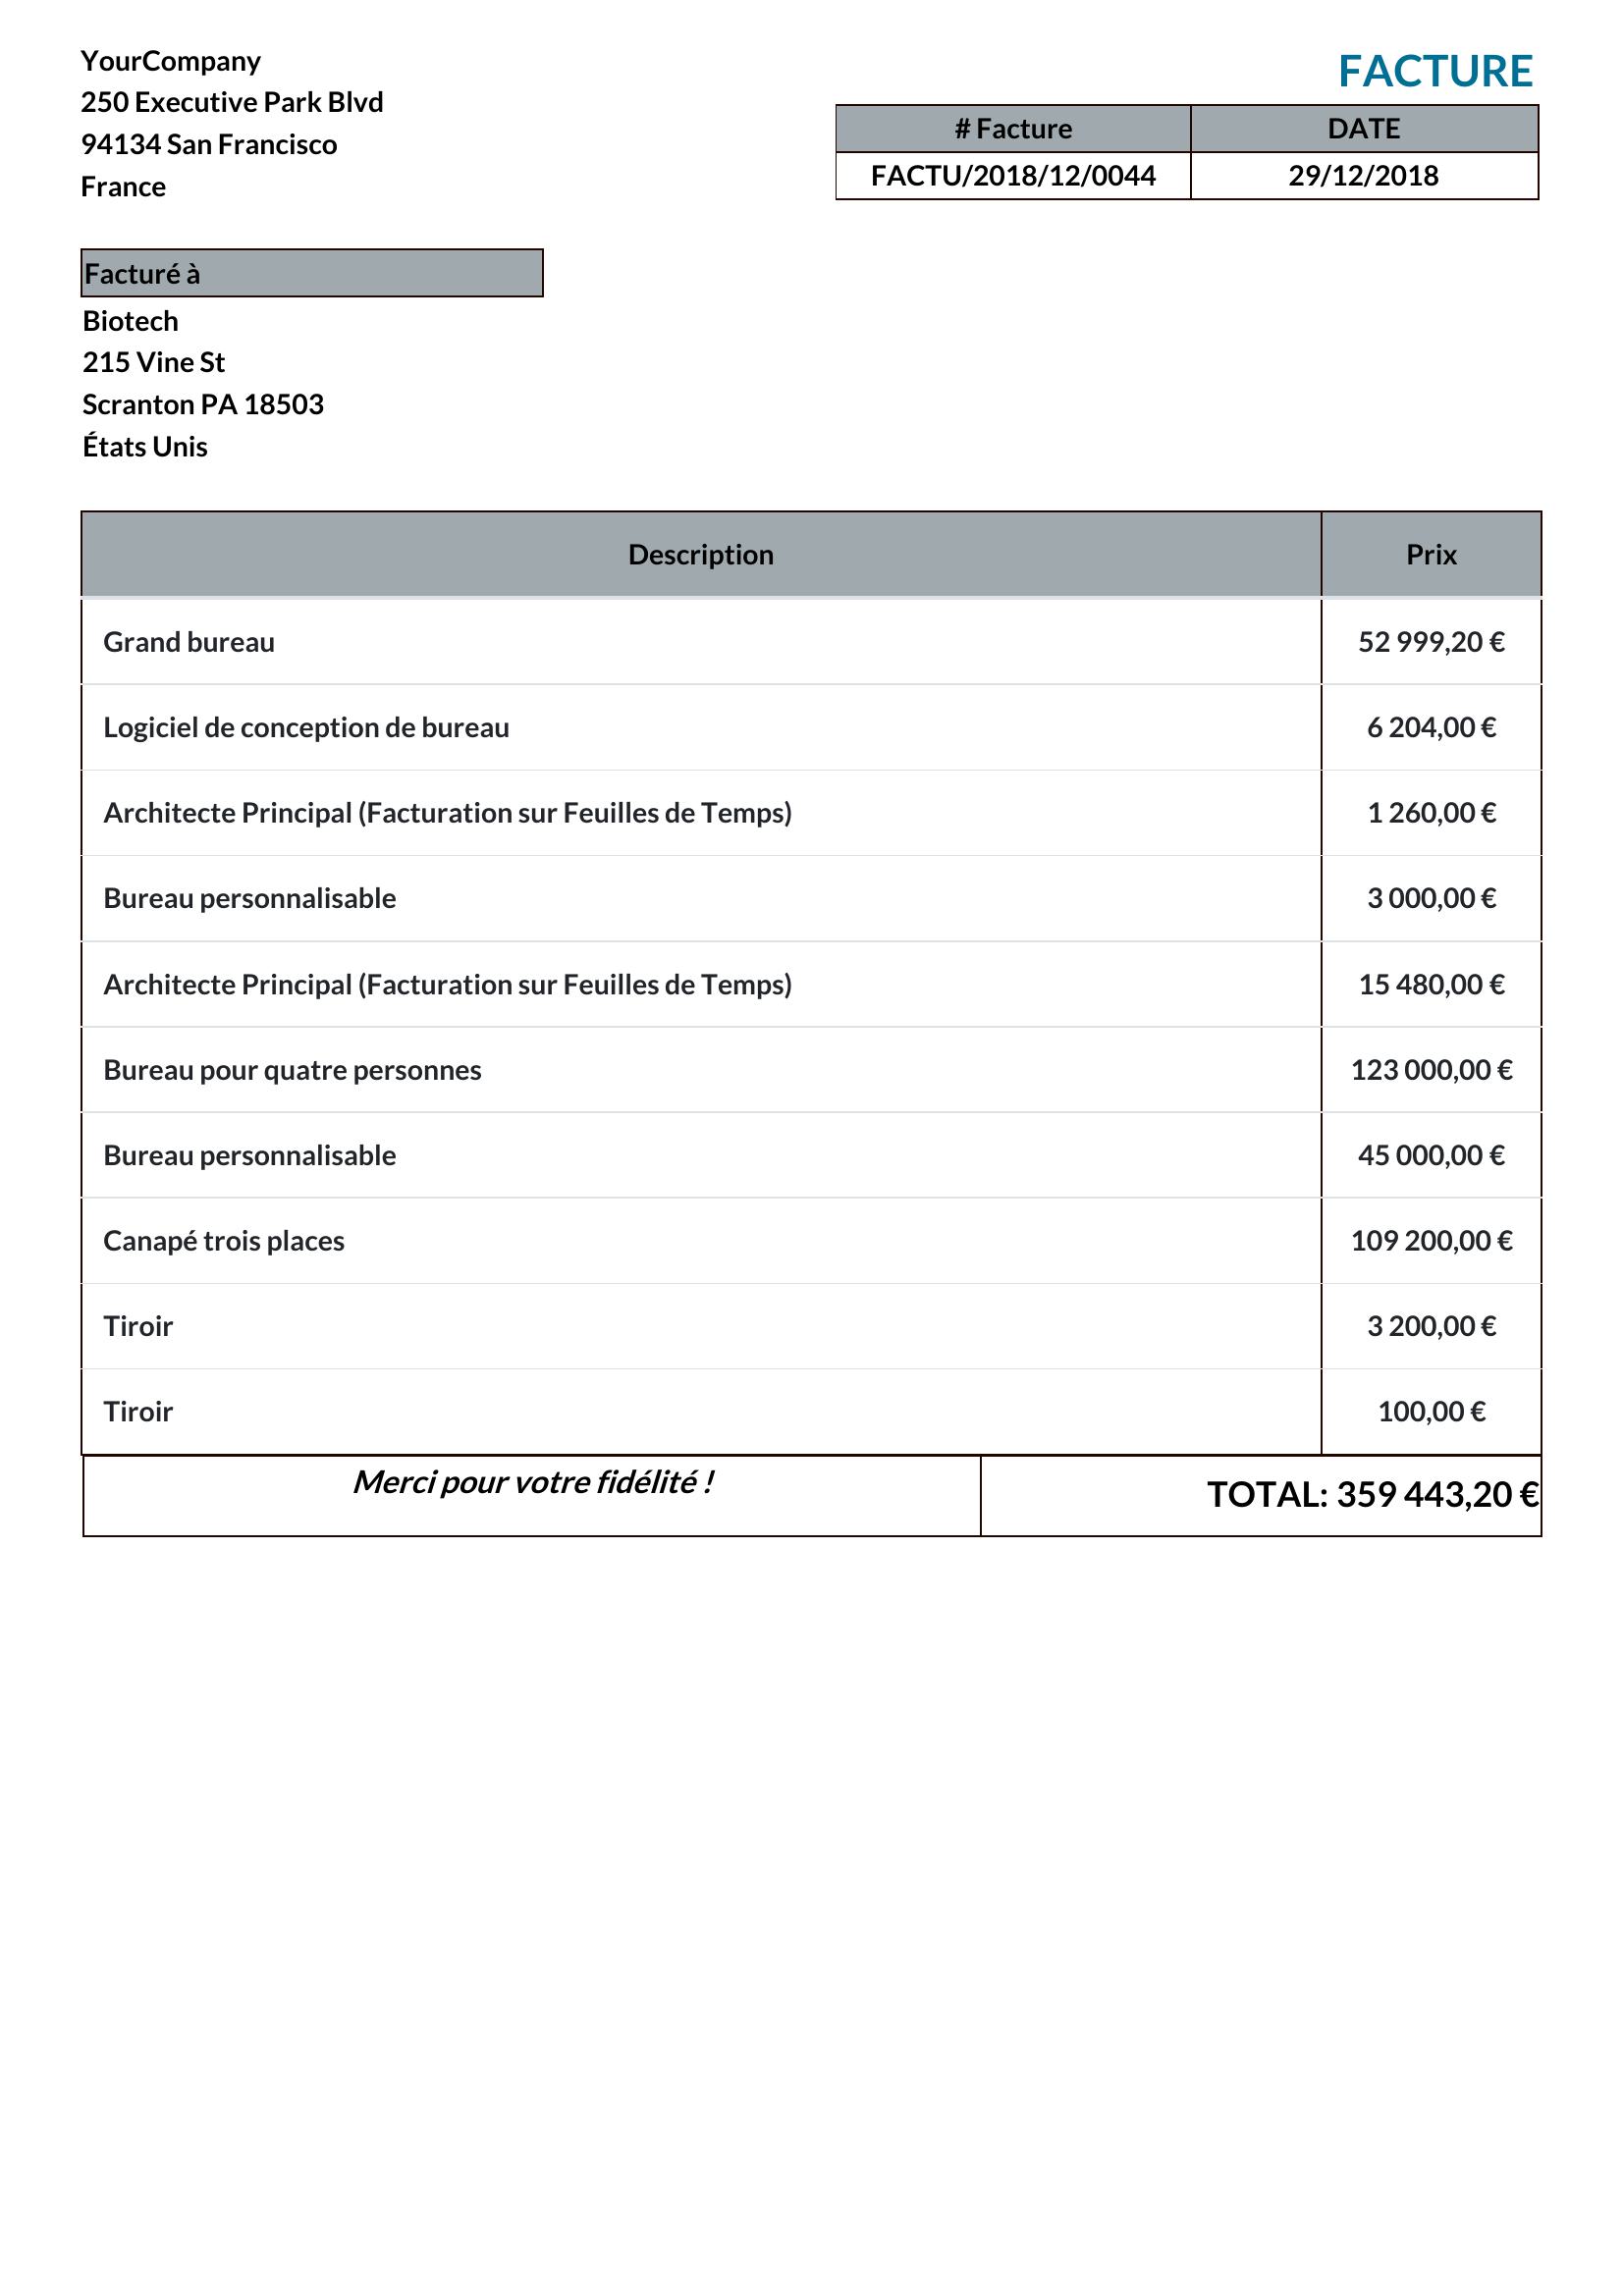 YourCompany
250 Executive Park Blvd
94134 San Francisco
France
FACTURE
# Facture DATE
FACTU/2018/12/0044 29/12/2018
Facturé à
Biotech
215 Vine St
Scranton PA 18503
États Unis
Description Prix
Grand bureau 52 999,20 €
Logiciel de conception de bureau 6 204,00 €
Architecte Principal (Facturation sur Feuilles de Temps) 1 260,00 €
Bureau personnalisable 3 000,00 €
Architecte Principal (Facturation sur Feuilles de Temps) 15 480,00 €
Bureau pour quatre personnes 123 000,00 €
Bureau personnalisable 45 000,00 €
Canapé trois places 109 200,00 €
Tiroir 3 200,00 €
Tiroir 100,00 €
Merci pour votre fidélité !
TOTAL: 359 443,20 €